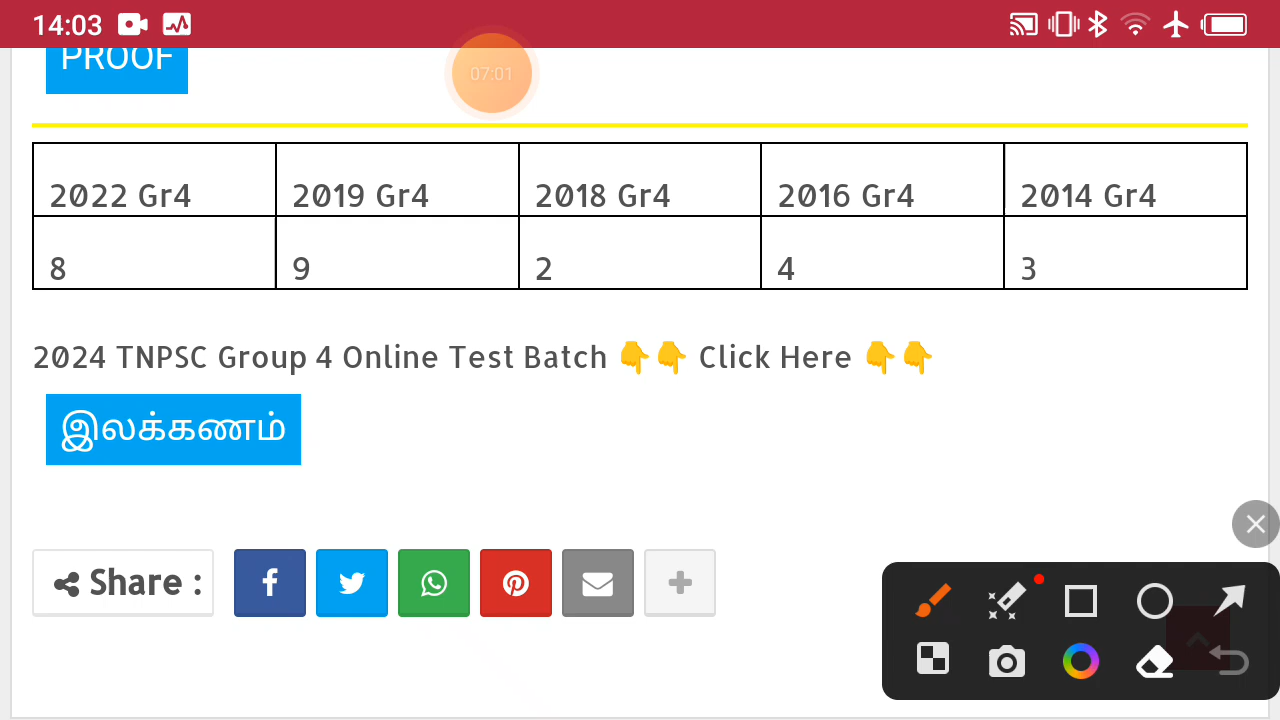 14:03
PROOF
07:01
2022 Gr4 2019 Gr4 2018 Gr4 2016 Gr4 2014 Gr4
8 9 2 4 3
2024 TNPSC Group 4 Online Test Batch 👇👇 Click Here 👇👇
இலக்கணம்
Share :